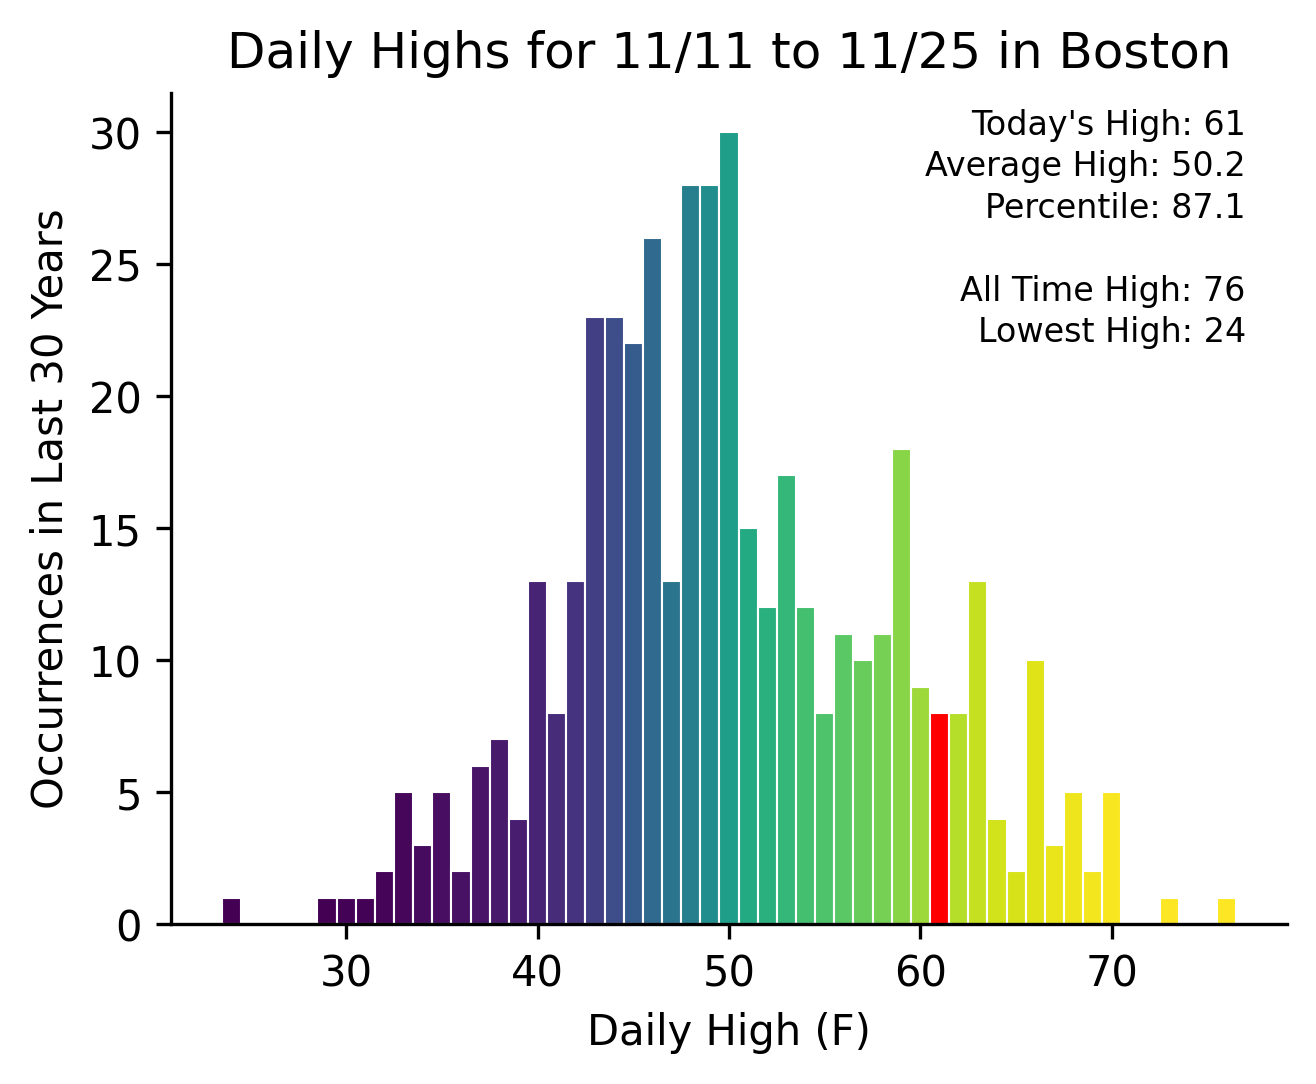 Daily Highs for 11/11 to 11/25 in Boston
Today's High: 61
Average High: 50.2
Percentile: 87.1
All Time High: 76
Lowest High: 24
Occurrences in Last 30 Years
30
25
20
15
10
5
0
30 40 50 60 70
Daily High (F)